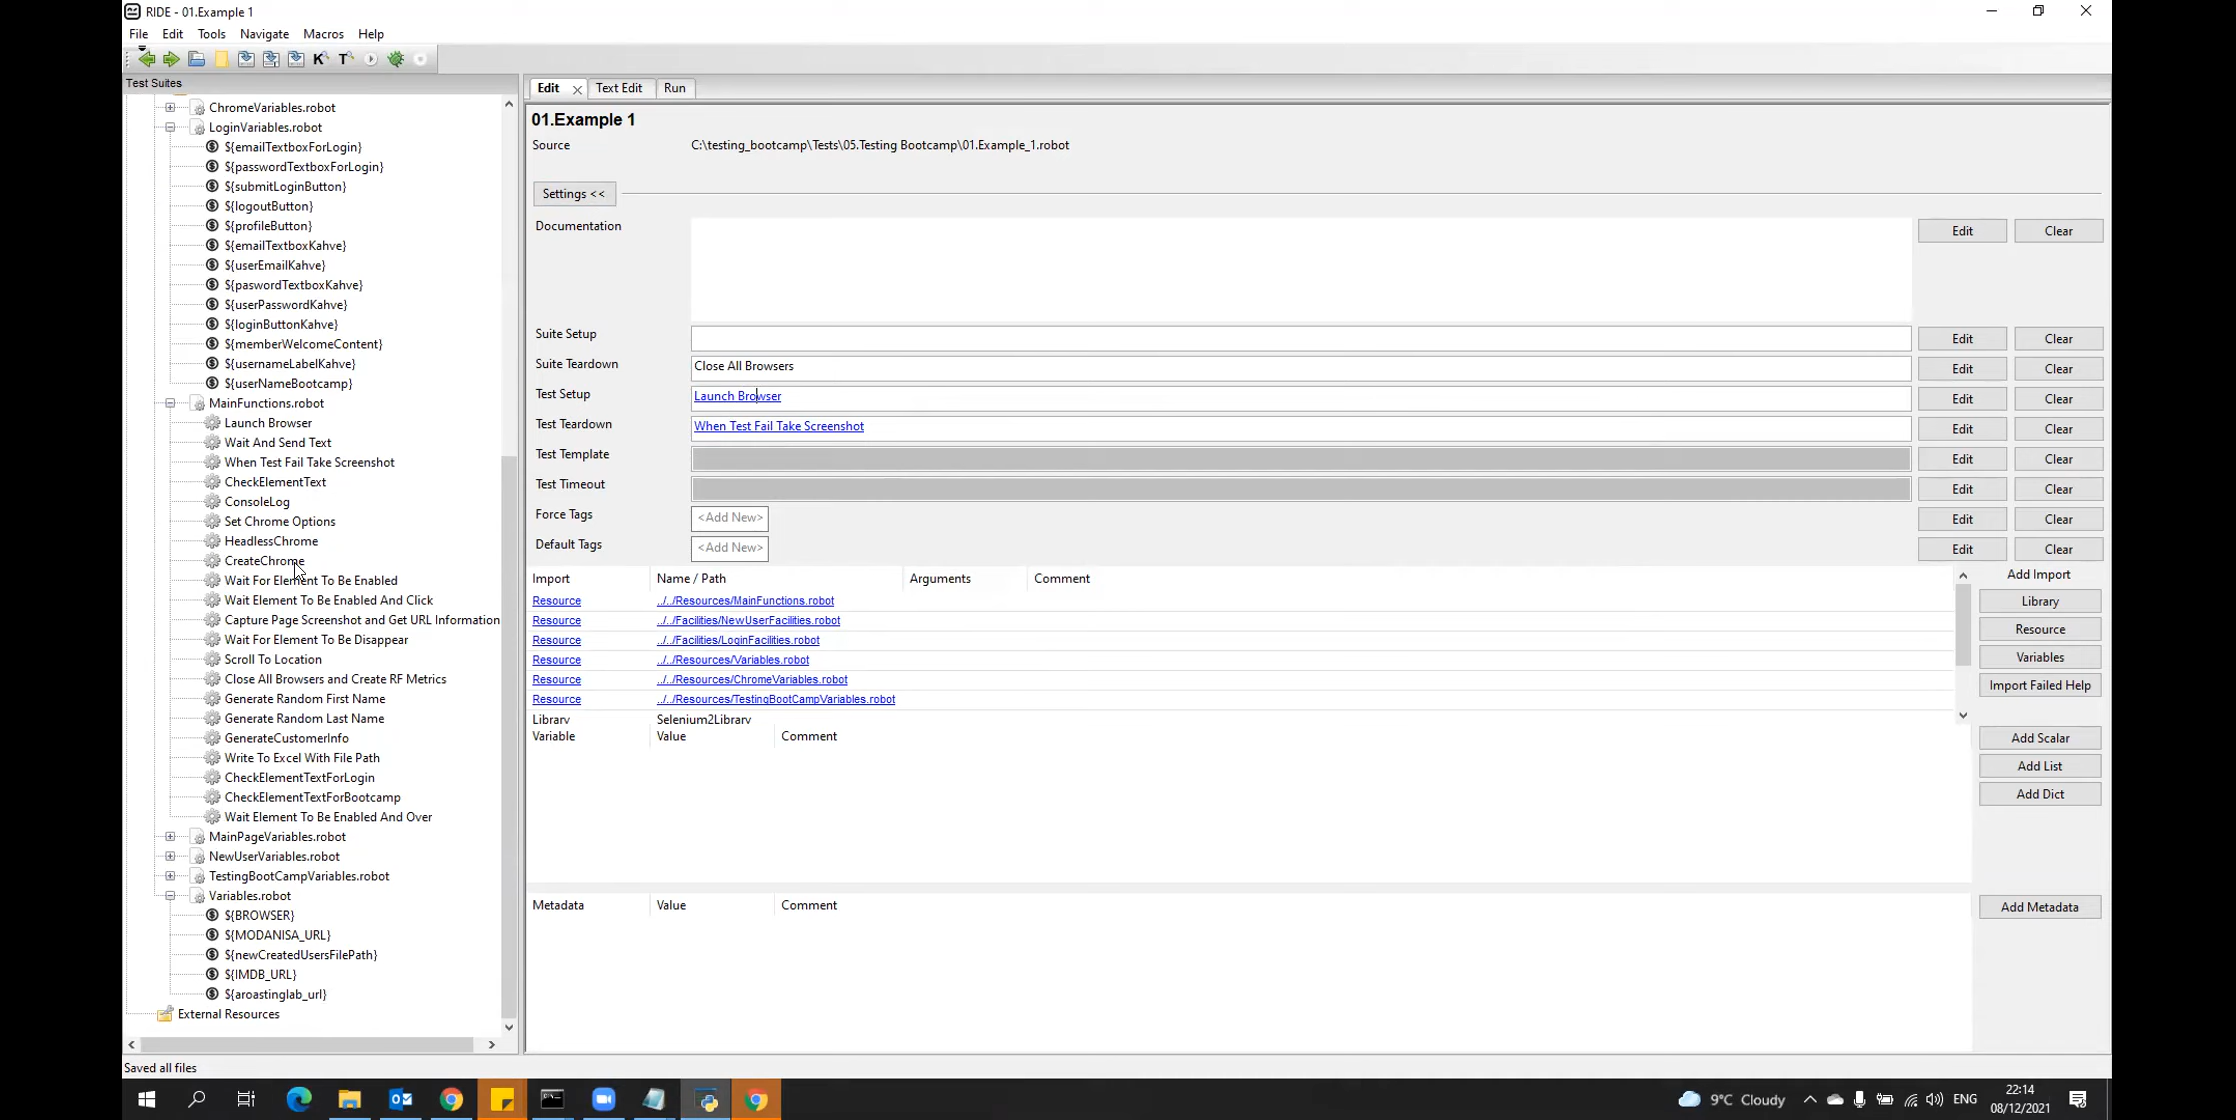 RIDE - 01.Example 1
File Edit Tools Navigate Macros Help
Test Suites
ChromeVariables.robot
LoginVariables.robot
${emailTextboxForLogin}
${passwordTextboxForLogin}
${submitLoginButton}
${logoutButton}
${profileButton}
${emailTextboxKahve}
${userEmailKahve}
${paswordTextboxKahve}
${userPasswordKahve}
${loginButtonKahve}
${memberWelcomeContent}
${usernameLabelKahve}
${userNameBootcamp}
MainFunctions.robot
Launch Browser
Wait And Send Text
When Test Fail Take Screenshot
CheckElementText
ConsoleLog
Set Chrome Options
HeadlessChrome
CreateChrome
Wait For Element To Be Enabled
Wait Element To Be Enabled And Click
Capture Page Screenshot and Get URL Information
Wait For Element To Be Disappear
Scroll To Location
Close All Browsers and Create RF Metrics
Generate Random First Name
Generate Random Last Name
GenerateCustomerInfo
Write To Excel With File Path
CheckElementTextForLogin
CheckElementTextForBootcamp
Wait Element To Be Enabled And Over
MainPageVariables.robot
NewUserVariables.robot
TestingBootCampVariables.robot
Variables.robot
${BROWSER}
${MODANISA_URL}
${newCreatedUsersFilePath}
${IMDB_URL}
${aroastinglab_url}
External Resources
Edit Text Edit Run
01.Example 1
Source C:\testing_bootcamp\Tests\05.Testing Bootcamp\01.Example_1.robot
Settings <<
Documentation Edit Clear
Suite Setup Edit Clear
Suite Teardown Close All Browsers Edit Clear
Test Setup Launch Browser Edit Clear
Test Teardown When Test Fail Take Screenshot Edit Clear
Test Template Edit Clear
Test Timeout Edit Clear
Force Tags <Add New> Edit Clear
Default Tags <Add New> Edit Clear
Import Name / Path Arguments Comment Add Import
Resource ../../Resources/MainFunctions.robot Library
Resource ../../Facilities/NewUserFacilities.robot Resource
Resource ../../Facilities/LoginFacilities.robot
Resource ../../Resources/Variables.robot Variables
Resource ../../Resources/ChromeVariables.robot Import Failed Help
Resource ../../Resources/TestingBootCampVariables.robot
Library Selenium2Library
Variable Value Comment Add Scalar
Add List
Add Dict
Metadata Value Comment Add Metadata
Saved all files
9°C Cloudy ENG 22:14
08/12/2021